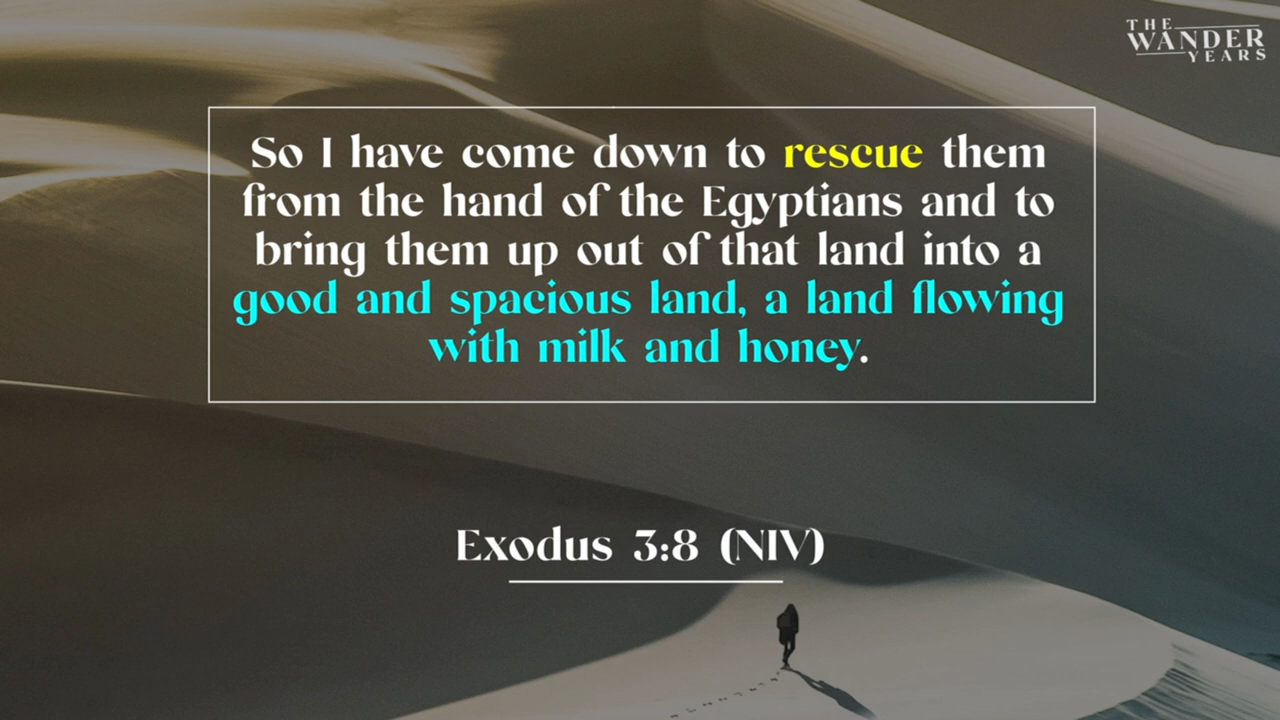 THE
WANDER
YEARS
So I have come down to rescue them
from the hand of the Egyptians and to
bring them up out of that land into a
good and spacious land, a land flowing
with milk and honey.
Exodus 3:8 (NIV)